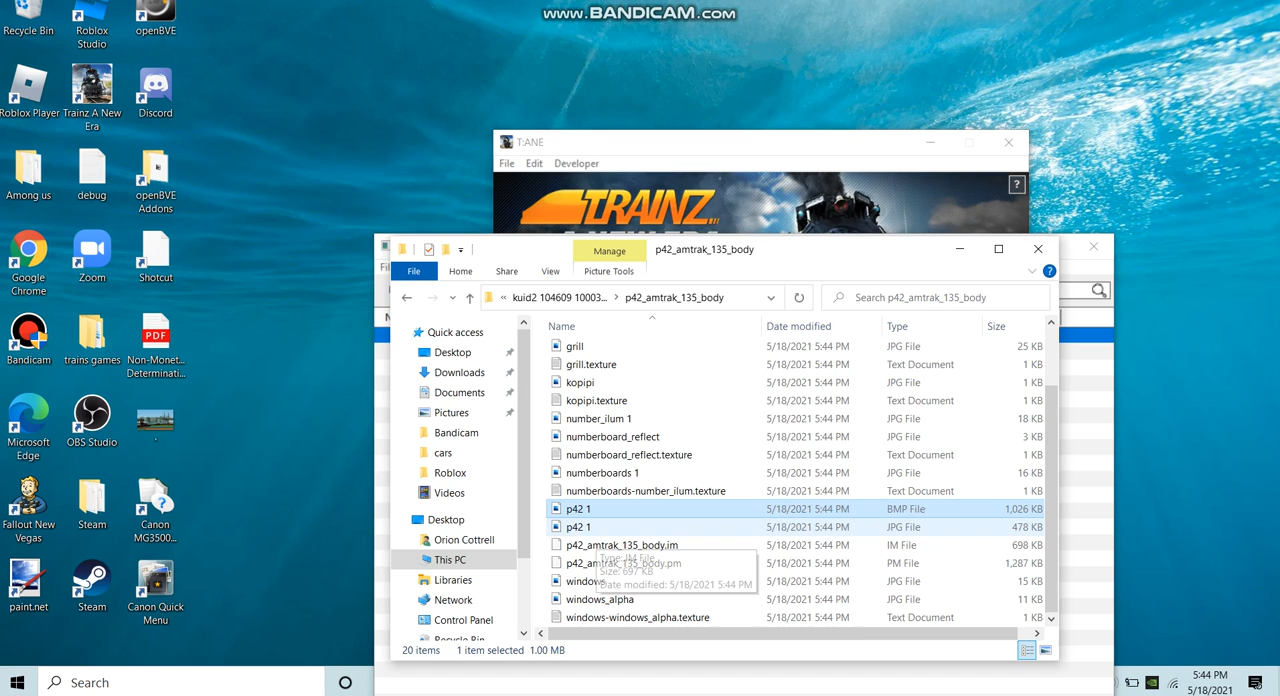 www.BANDICAM.com
Recycle Bin
Roblox
Studio
openBVE
Roblox Player
Trainz A New
Era
Discord
Among us
debug
openBVE
Addons
Google
Chrome
Zoom
Shotcut
Bandicam
trains games
PDF
Non-Monet...
Determinati...
Microsoft
Edge
OBS Studio
.
Fallout New
Vegas
Steam
Canon
MG3500...
paint.net
Steam
Canon Quick
Menu
T:ANE
File Edit Developer
TRAINZ
?
Manage
p42_amtrak_135_body
File Home Share View Picture Tools
« kuid2 104609 10003... › p42_amtrak_135_body
Search p42_amtrak_135_body
Quick access
Desktop
Downloads
Documents
Pictures
Bandicam
cars
Roblox
Videos
Desktop
Orion Cottrell
This PC
Libraries
Network
Control Panel
Recycle Bin
Name Date modified Type Size
grill 5/18/2021 5:44 PM JPG File 25 KB
grill.texture 5/18/2021 5:44 PM Text Document 1 KB
kopipi 5/18/2021 5:44 PM JPG File 1 KB
kopipi.texture 5/18/2021 5:44 PM Text Document 1 KB
number_ilum 1 5/18/2021 5:44 PM JPG File 18 KB
numberboard_reflect 5/18/2021 5:44 PM JPG File 3 KB
numberboard_reflect.texture 5/18/2021 5:44 PM Text Document 1 KB
numberboards 1 5/18/2021 5:44 PM JPG File 16 KB
numberboards-number_ilum.texture 5/18/2021 5:44 PM Text Document 1 KB
p42 1 5/18/2021 5:44 PM BMP File 1,026 KB
p42 1 5/18/2021 5:44 PM JPG File 478 KB
p42_amtrak_135_body.im 5/18/2021 5:44 PM IM File 698 KB
p42_amtrak_135_body.pm 5/18/2021 5:44 PM PM File 1,287 KB
windows 5/18/2021 5:44 PM JPG File 15 KB
windows_alpha 5/18/2021 5:44 PM JPG File 11 KB
windows-windows_alpha.texture 5/18/2021 5:44 PM Text Document 1 KB
Type: IM File
Size: 697 KB
Date modified: 5/18/2021 5:44 PM
20 items 1 item selected 1.00 MB
Search
5:44 PM
5/18/2021